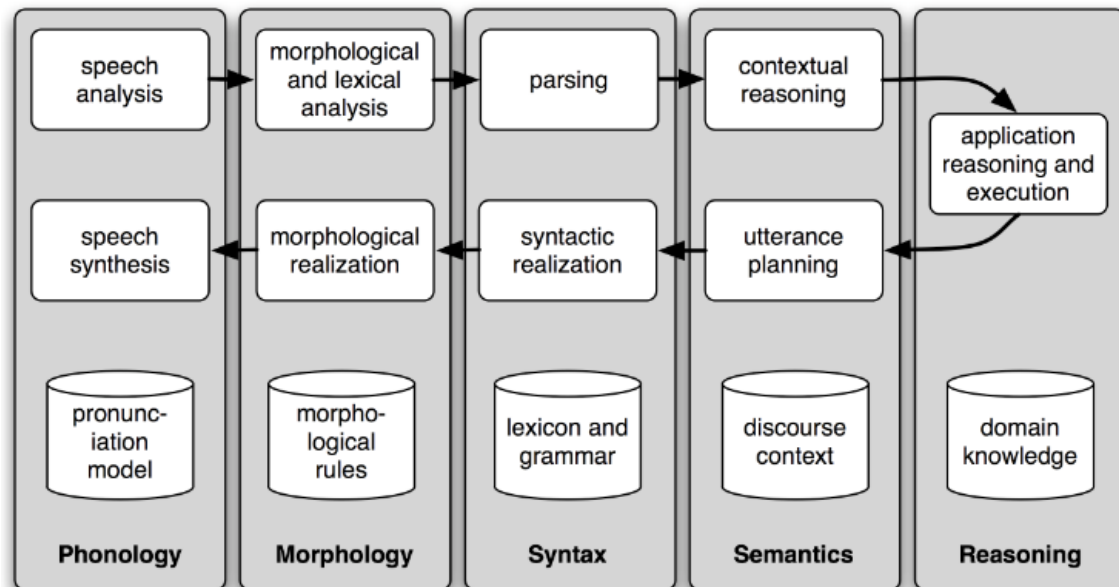 speech
analysis
morphological
and lexical
analysis
parsing
contextual
reasoning
application
reasoning and
execution
speech
synthesis
morphological
realization
syntactic
realization
utterance
planning
pronunc-
iation
model
morpho-
logical
rules
lexicon and
grammar
discourse
context
domain
knowledge
Phonology
Morphology
Syntax
Semantics
Reasoning